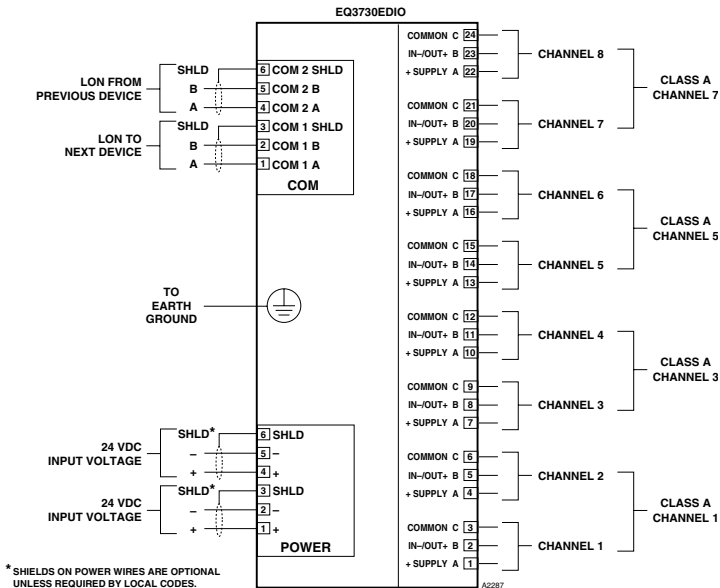 EQ3730EDIO
LON FROM
PREVIOUS DEVICE
SHLD
B
A
6 COM 2 SHLD
5 COM 2 B
4 COM 2 A
LON TO
NEXT DEVICE
SHLD
B
A
3 COM 1 SHLD
2 COM 1 B
1 COM 1 A
COM
TO
EARTH
GROUND
24 VDC
INPUT VOLTAGE
SHLD*
–
+
6 SHLD
5 –
4 +
24 VDC
INPUT VOLTAGE
SHLD*
–
+
3 SHLD
2 –
1 +
POWER
* SHIELDS ON POWER WIRES ARE OPTIONAL
UNLESS REQUIRED BY LOCAL CODES.
COMMON C 24
IN–/OUT+ B 23
+ SUPPLY A 22
CHANNEL 8
COMMON C 21
IN–/OUT+ B 20
+ SUPPLY A 19
CHANNEL 7
CLASS A
CHANNEL 7
COMMON C 18
IN–/OUT+ B 17
+ SUPPLY A 16
CHANNEL 6
COMMON C 15
IN–/OUT+ B 14
+ SUPPLY A 13
CHANNEL 5
CLASS A
CHANNEL 5
COMMON C 12
IN–/OUT+ B 11
+ SUPPLY A 10
CHANNEL 4
COMMON C 9
IN–/OUT+ B 8
+ SUPPLY A 7
CHANNEL 3
CLASS A
CHANNEL 3
COMMON C 6
IN–/OUT+ B 5
+ SUPPLY A 4
CHANNEL 2
COMMON C 3
IN–/OUT+ B 2
+ SUPPLY A 1
CHANNEL 1
CLASS A
CHANNEL 1
A2287